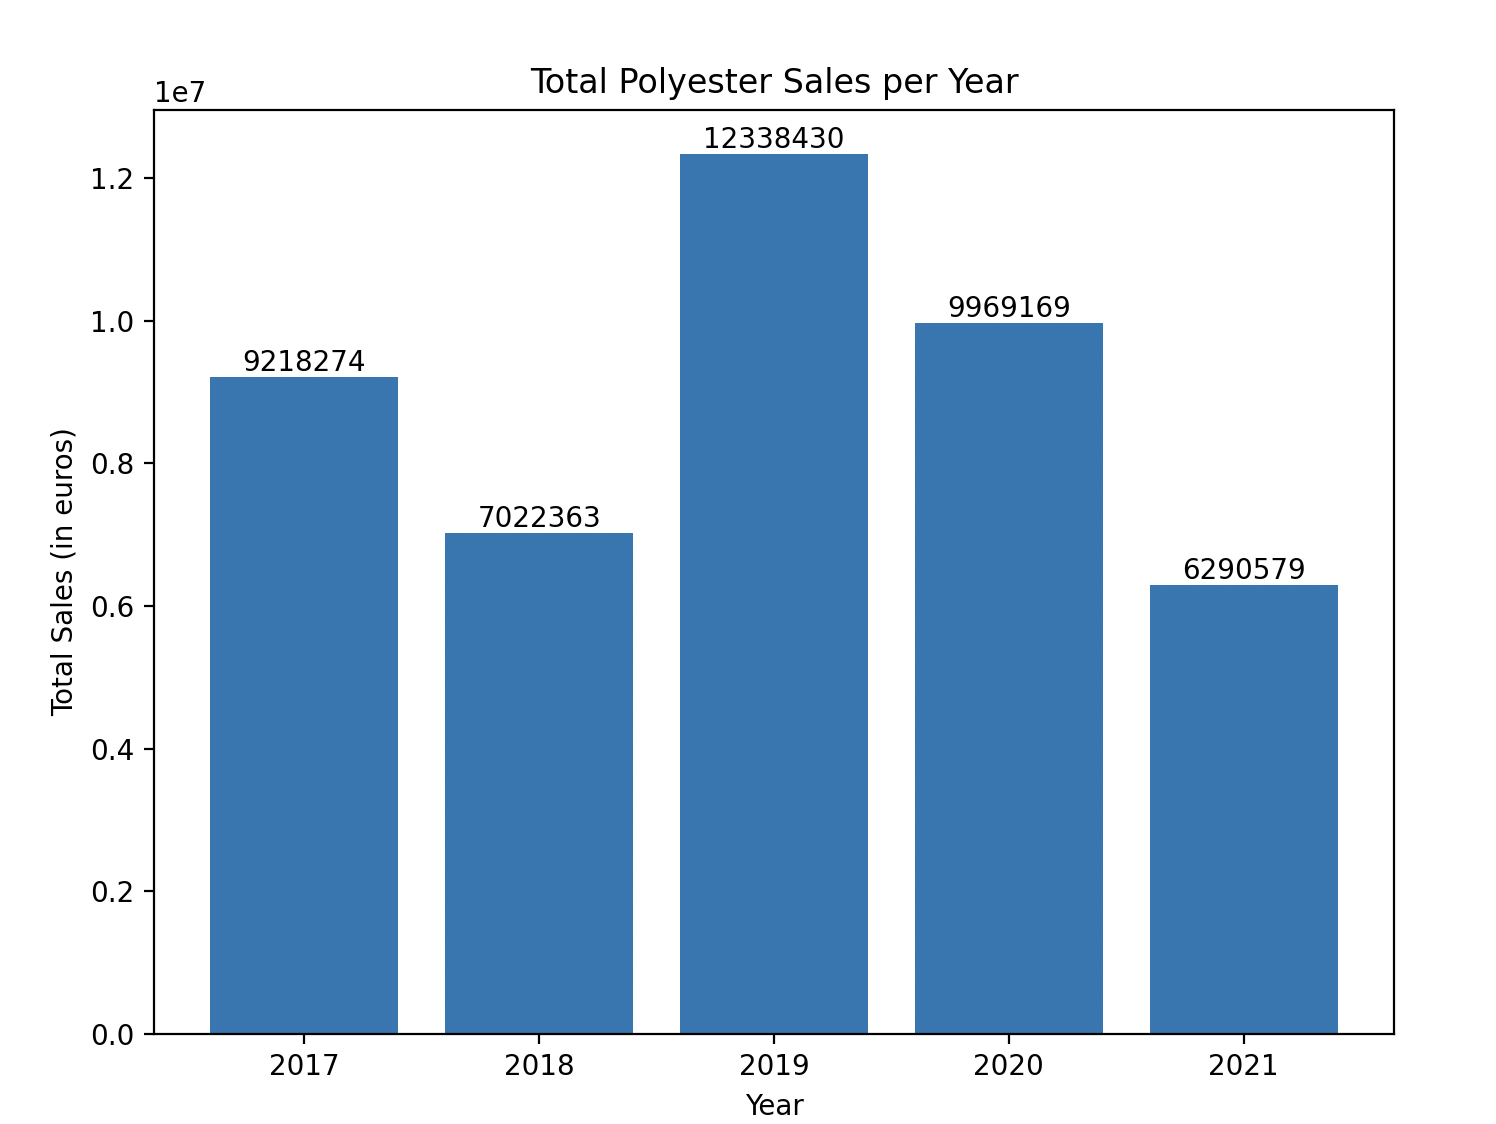 Total Polyester Sales per Year
1e7
12338430
1.2
9969169
1.0
9218274
0.8
7022363
6290579
Total Sales (in euros)
0.6
0.4
0.2
0.0
2017 2018 2019 2020 2021
Year